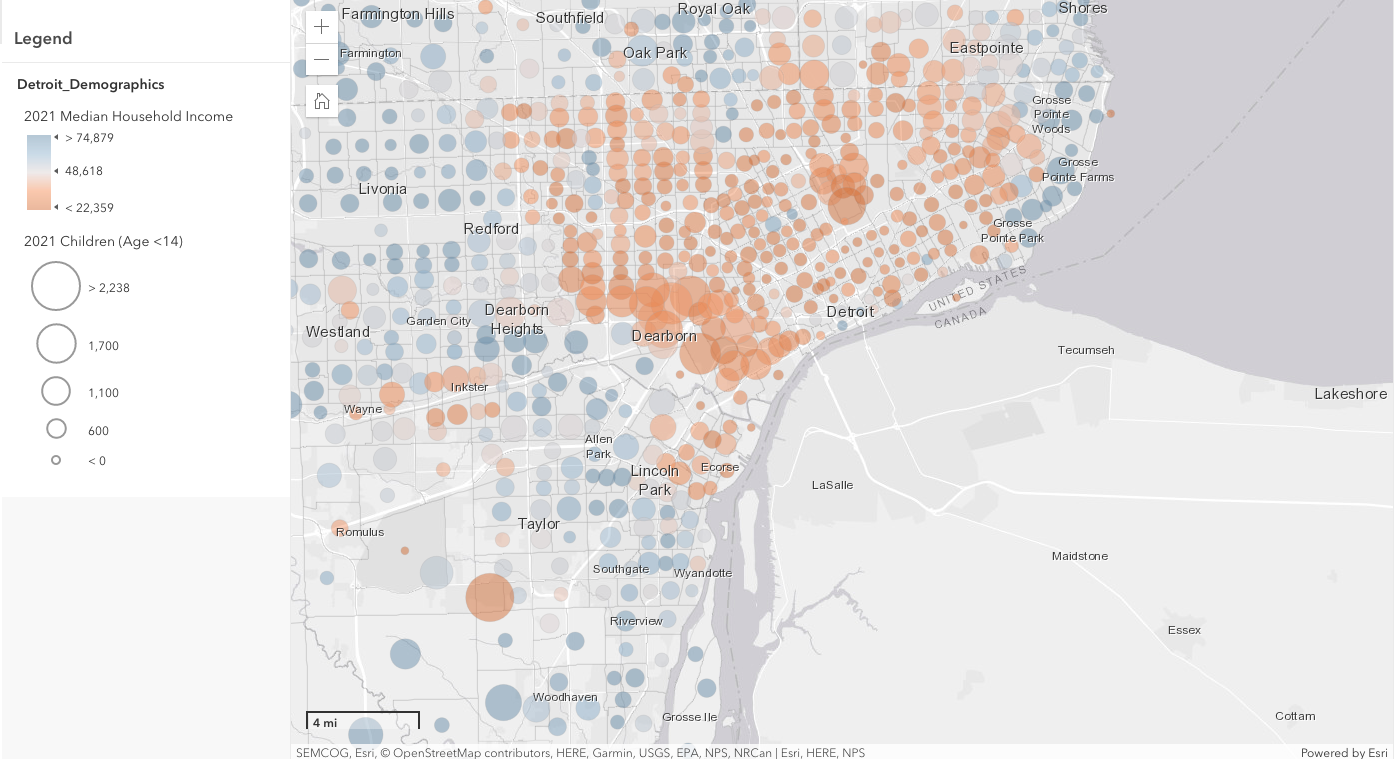 Legend
Detroit_Demographics
2021 Median Household Income
> 74,879
48,618
< 22,359
2021 Children (Age <14)
> 2,238
1,700
1,100
600
< 0
+
−
Farmington Hills
Southfield
Royal Oak
Shores
Farmington
Oak Park
Eastpointe
Grosse
Pointe
Woods
Grosse
Pointe Farms
Livonia
Redford
Grosse
Pointe Park
UNITED STATES
CANADA
Dearborn
Heights
Garden City
Westland
Dearborn
Detroit
Tecumseh
Inkster
Lakeshore
Wayne
Allen
Park
Lincoln
Park
Ecorse
LaSalle
Taylor
Romulus
Maidstone
Southgate
Wyandotte
Riverview
Essex
Woodhaven
Grosse Ile
Cottam
4 mi
SEMCOG, Esri, © OpenStreetMap contributors, HERE, Garmin, USGS, EPA, NPS, NRCan | Esri, HERE, NPS
Powered by Esri